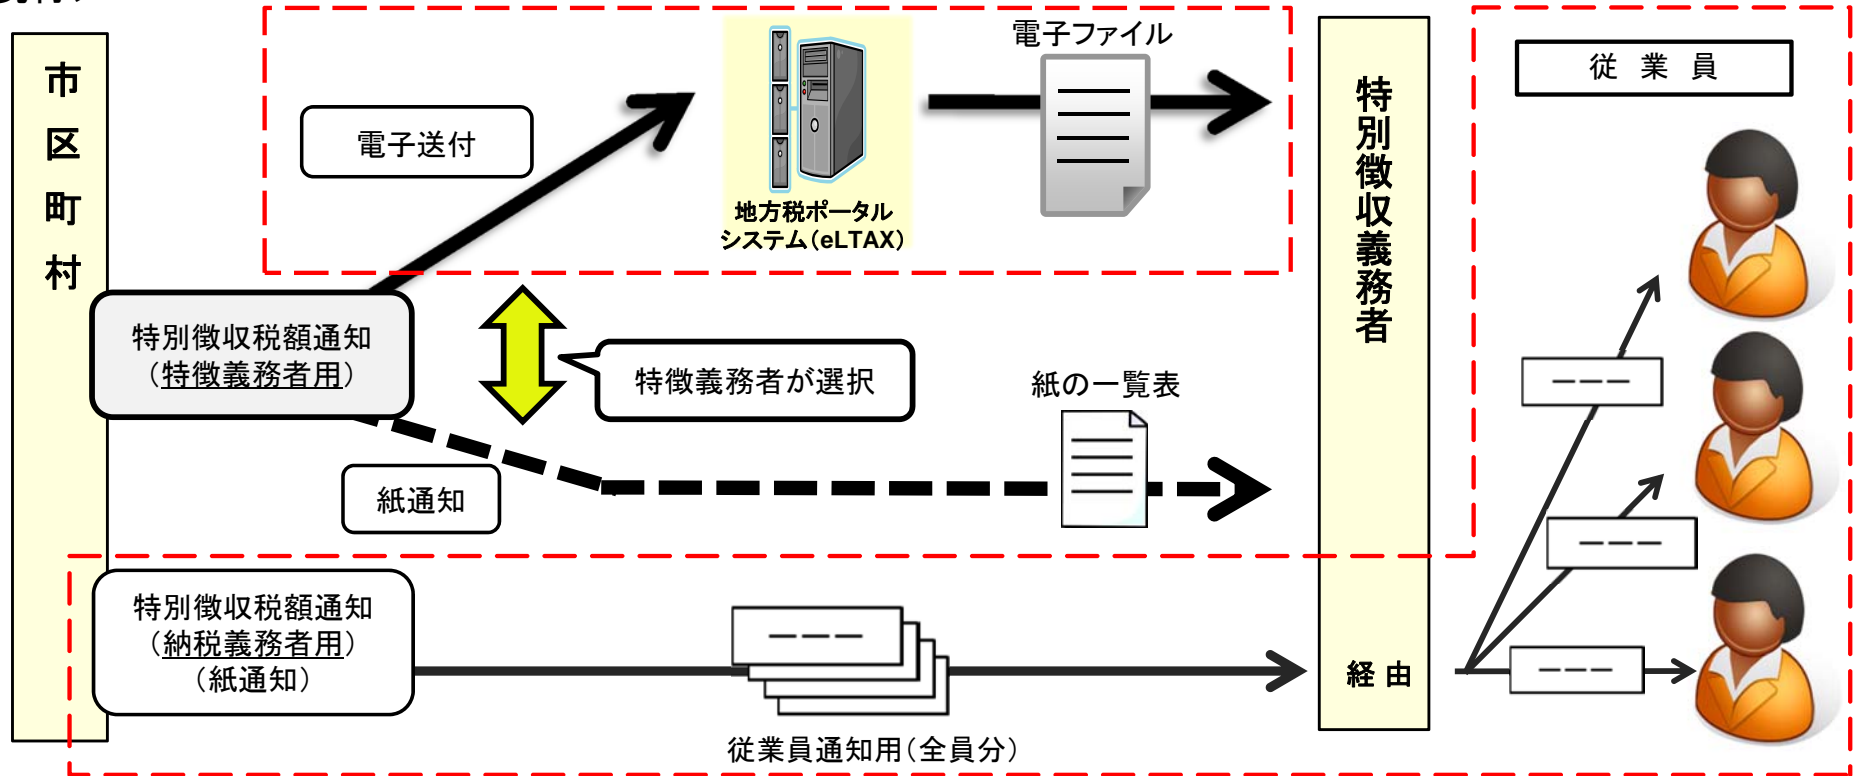 市区町村
電子送付
地方税ポータル
システム(eLTAX)
電子ファイル
特別徴収義務者
従業員
特別徴収税額通知
(特徴義務者用)
特徴義務者が選択
紙の一覧表
紙通知
特別徴収税額通知
(納税義務者用)
(紙通知)
従業員通知用(全員分)
経由